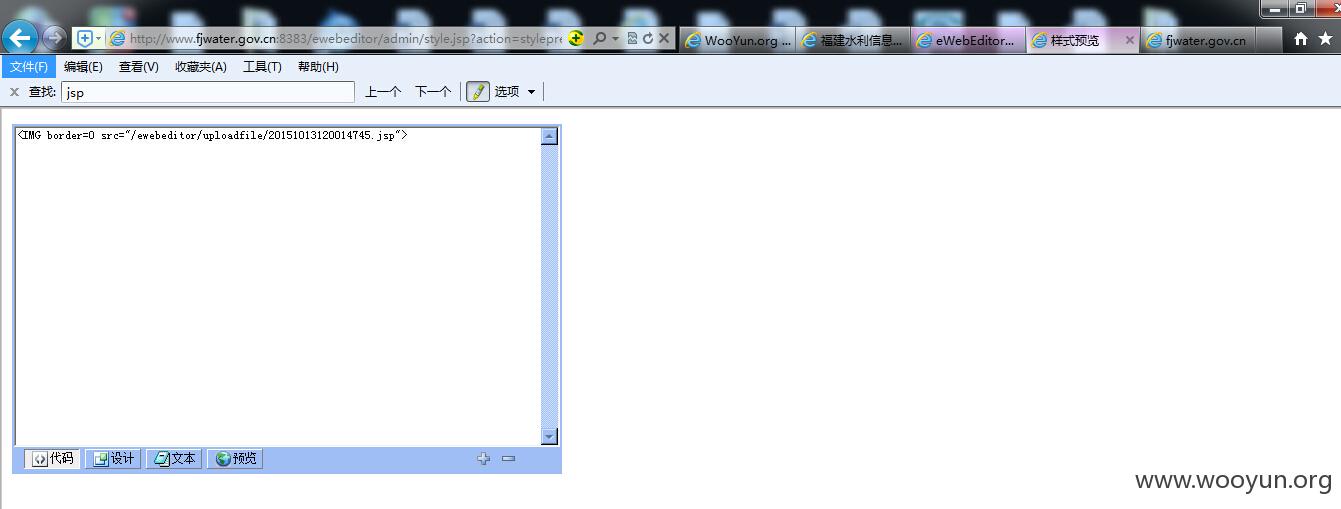 http://www.fjwater.gov.cn:8383/ewebeditor/admin/style.jsp?action=stylepre
WooYun.org ...
福建水利信息...
eWebEditor...
样式预览
fjwater.gov.cn
文件(F) 编辑(E) 查看(V) 收藏夹(A) 工具(T) 帮助(H)
查找: jsp 上一个 下一个 选项
<IMG border=0 src="/ewebeditor/uploadfile/20151013120014745.jsp">
代码 设计 文本 预览
www.wooyun.org